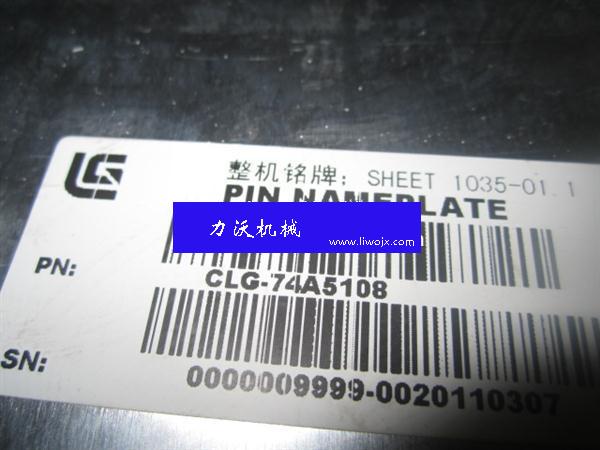 整机铭牌: SHEET 1035-01.1
PIN NAMEPLATE
力沃机械
www.liwojx.com
PN:
CLG-74A5108
SN:
0000009999-0020110307